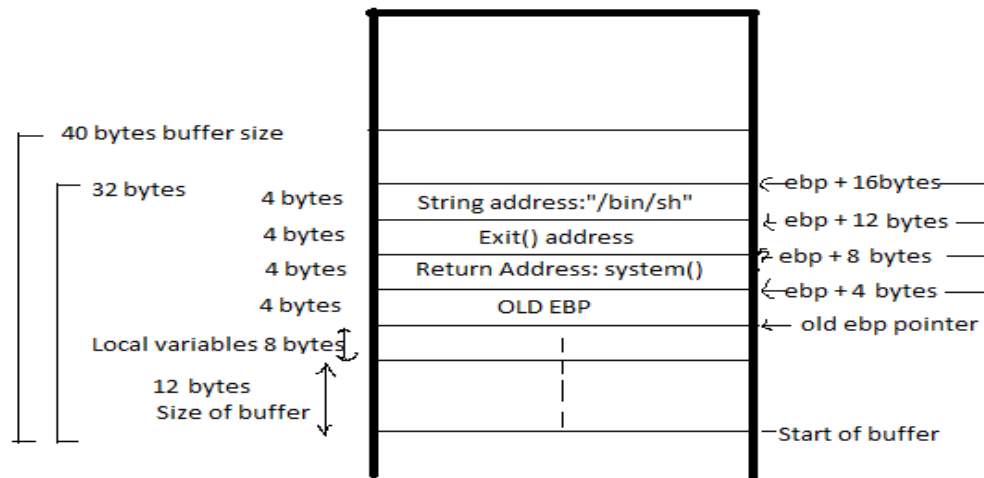 40 bytes buffer size
32 bytes
ebp + 16bytes
4 bytes
String address:"/bin/sh"
ebp + 12 bytes
4 bytes
Exit() address
ebp + 8 bytes
4 bytes
Return Address: system()
ebp + 4 bytes
4 bytes
OLD EBP
old ebp pointer
Local variables 8 bytes
12 bytes
Size of buffer
Start of buffer